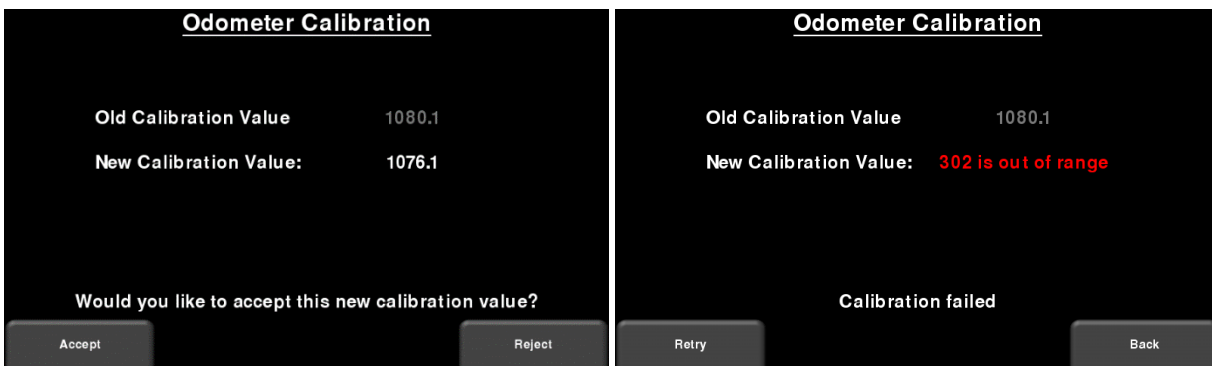 Odometer Calibration
Old Calibration Value 1080.1
New Calibration Value: 1076.1
Would you like to accept this new calibration value?
Accept Reject
Odometer Calibration
Old Calibration Value 1080.1
New Calibration Value: 302 is out of range
Calibration failed
Retry Back